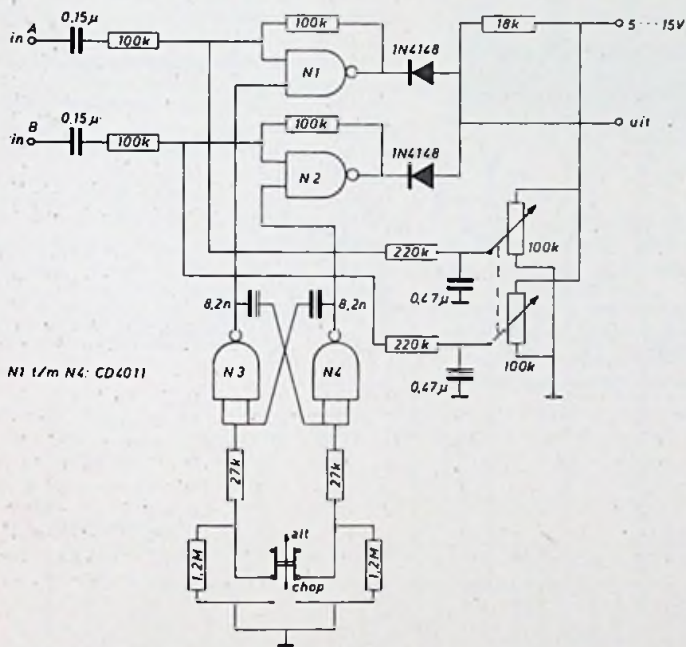 A
0,15µ
in
100k
100k
N1
1N4148
18k
5 ···· 15V
B
0,15µ
in
100k
100k
N2
1N4148
uit
220k
100k
0,47µ
8,2n
8,2n
220k
100k
0,47µ
N1 t/m N4: CD4011
N3
N4
27k
27k
alt
chop
1,2M
1,2M